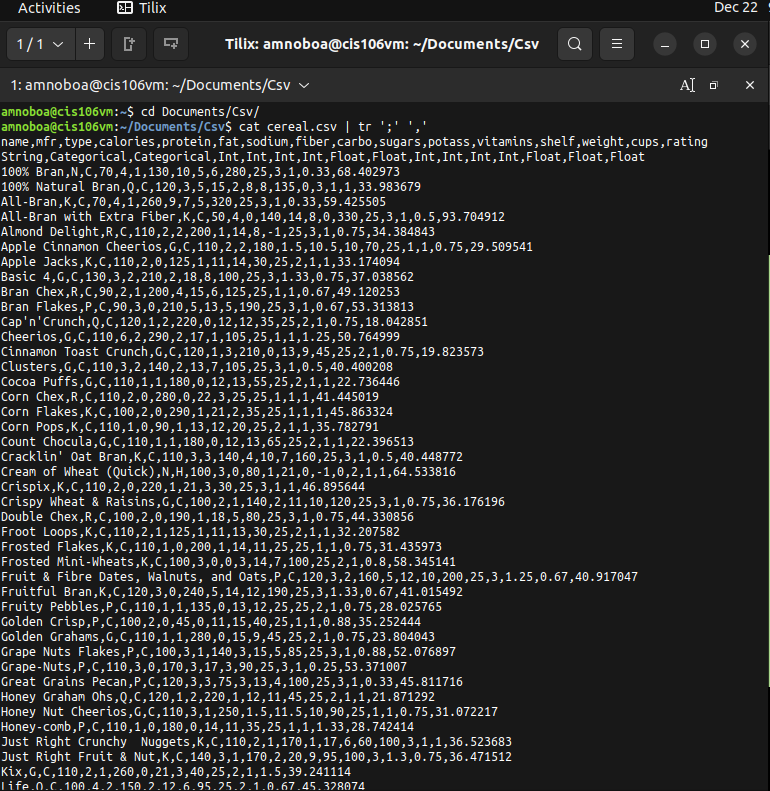 Activities Tilix Dec 22
1 / 1 Tilix: amnoboa@cis106vm: ~/Documents/Csv
1: amnoboa@cis106vm: ~/Documents/Csv
amnoboa@cis106vm:~$ cd Documents/Csv/
amnoboa@cis106vm:~/Documents/Csv$ cat cereal.csv | tr ';' ','
name,mfr,type,calories,protein,fat,sodium,fiber,carbo,sugars,potass,vitamins,shelf,weight,cups,rating
String,Categorical,Categorical,Int,Int,Int,Int,Float,Float,Int,Int,Int,Int,Float,Float,Float
100% Bran,N,C,70,4,1,130,10,5,6,280,25,3,1,0.33,68.402973
100% Natural Bran,Q,C,120,3,5,15,2,8,8,135,0,3,1,1,33.983679
All-Bran,K,C,70,4,1,260,9,7,5,320,25,3,1,0.33,59.425505
All-Bran with Extra Fiber,K,C,50,4,0,140,14,8,0,330,25,3,1,0.5,93.704912
Almond Delight,R,C,110,2,2,200,1,14,8,-1,25,3,1,0.75,34.384843
Apple Cinnamon Cheerios,G,C,110,2,2,180,1.5,10.5,10,70,25,1,1,0.75,29.509541
Apple Jacks,K,C,110,2,0,125,1,11,14,30,25,2,1,1,33.174094
Basic 4,G,C,130,3,2,210,2,18,8,100,25,3,1.33,0.75,37.038562
Bran Chex,R,C,90,2,1,200,4,15,6,125,25,1,1,0.67,49.120253
Bran Flakes,P,C,90,3,0,210,5,13,5,190,25,3,1,0.67,53.313813
Cap'n'Crunch,Q,C,120,1,2,220,0,12,12,35,25,2,1,0.75,18.042851
Cheerios,G,C,110,6,2,290,2,17,1,105,25,1,1,1.25,50.764999
Cinnamon Toast Crunch,G,C,120,1,3,210,0,13,9,45,25,2,1,0.75,19.823573
Clusters,G,C,110,3,2,140,2,13,7,105,25,3,1,0.5,40.400208
Cocoa Puffs,G,C,110,1,1,180,0,12,13,55,25,2,1,1,22.736446
Corn Chex,R,C,110,2,0,280,0,22,3,25,25,1,1,1,41.445019
Corn Flakes,K,C,100,2,0,290,1,21,2,35,25,1,1,1,45.863324
Corn Pops,K,C,110,1,0,90,1,13,12,20,25,2,1,1,35.782791
Count Chocula,G,C,110,1,1,180,0,12,13,65,25,2,1,1,22.396513
Cracklin' Oat Bran,K,C,110,3,3,140,4,10,7,160,25,3,1,0.5,40.448772
Cream of Wheat (Quick),N,H,100,3,0,80,1,21,0,-1,0,2,1,1,64.533816
Crispix,K,C,110,2,0,220,1,21,3,30,25,3,1,1,46.895644
Crispy Wheat & Raisins,G,C,100,2,1,140,2,11,10,120,25,3,1,0.75,36.176196
Double Chex,R,C,100,2,0,190,1,18,5,80,25,3,1,0.75,44.330856
Froot Loops,K,C,110,2,1,125,1,11,13,30,25,2,1,1,32.207582
Frosted Flakes,K,C,110,1,0,200,1,14,11,25,25,1,1,0.75,31.435973
Frosted Mini-Wheats,K,C,100,3,0,0,3,14,7,100,25,2,1,0.8,58.345141
Fruit & Fibre Dates, Walnuts, and Oats,P,C,120,3,2,160,5,12,10,200,25,3,1.25,0.67,40.917047
Fruitful Bran,K,C,120,3,0,240,5,14,12,190,25,3,1.33,0.67,41.015492
Fruity Pebbles,P,C,110,1,1,135,0,13,12,25,25,2,1,0.75,28.025765
Golden Crisp,P,C,100,2,0,45,0,11,15,40,25,1,1,0.88,35.252444
Golden Grahams,G,C,110,1,1,280,0,15,9,45,25,2,1,0.75,23.804043
Grape Nuts Flakes,P,C,100,3,1,140,3,15,5,85,25,3,1,0.88,52.076897
Grape-Nuts,P,C,110,3,0,170,3,17,3,90,25,3,1,0.25,53.371007
Great Grains Pecan,P,C,120,3,3,75,3,13,4,100,25,3,1,0.33,45.811716
Honey Graham Ohs,Q,C,120,1,2,220,1,12,11,45,25,2,1,1,21.871292
Honey Nut Cheerios,G,C,110,3,1,250,1.5,11.5,10,90,25,1,1,0.75,31.072217
Honey-comb,P,C,110,1,0,180,0,14,11,35,25,1,1,1.33,28.742414
Just Right Crunchy  Nuggets,K,C,110,2,1,170,1,17,6,60,100,3,1,1,36.523683
Just Right Fruit & Nut,K,C,140,3,1,170,2,20,9,95,100,3,1.3,0.75,36.471512
Kix,G,C,110,2,1,260,0,21,3,40,25,2,1,1.5,39.241114
Life,Q,C,100,4,2,150,2,12,6,95,25,2,1,0.67,45.328074